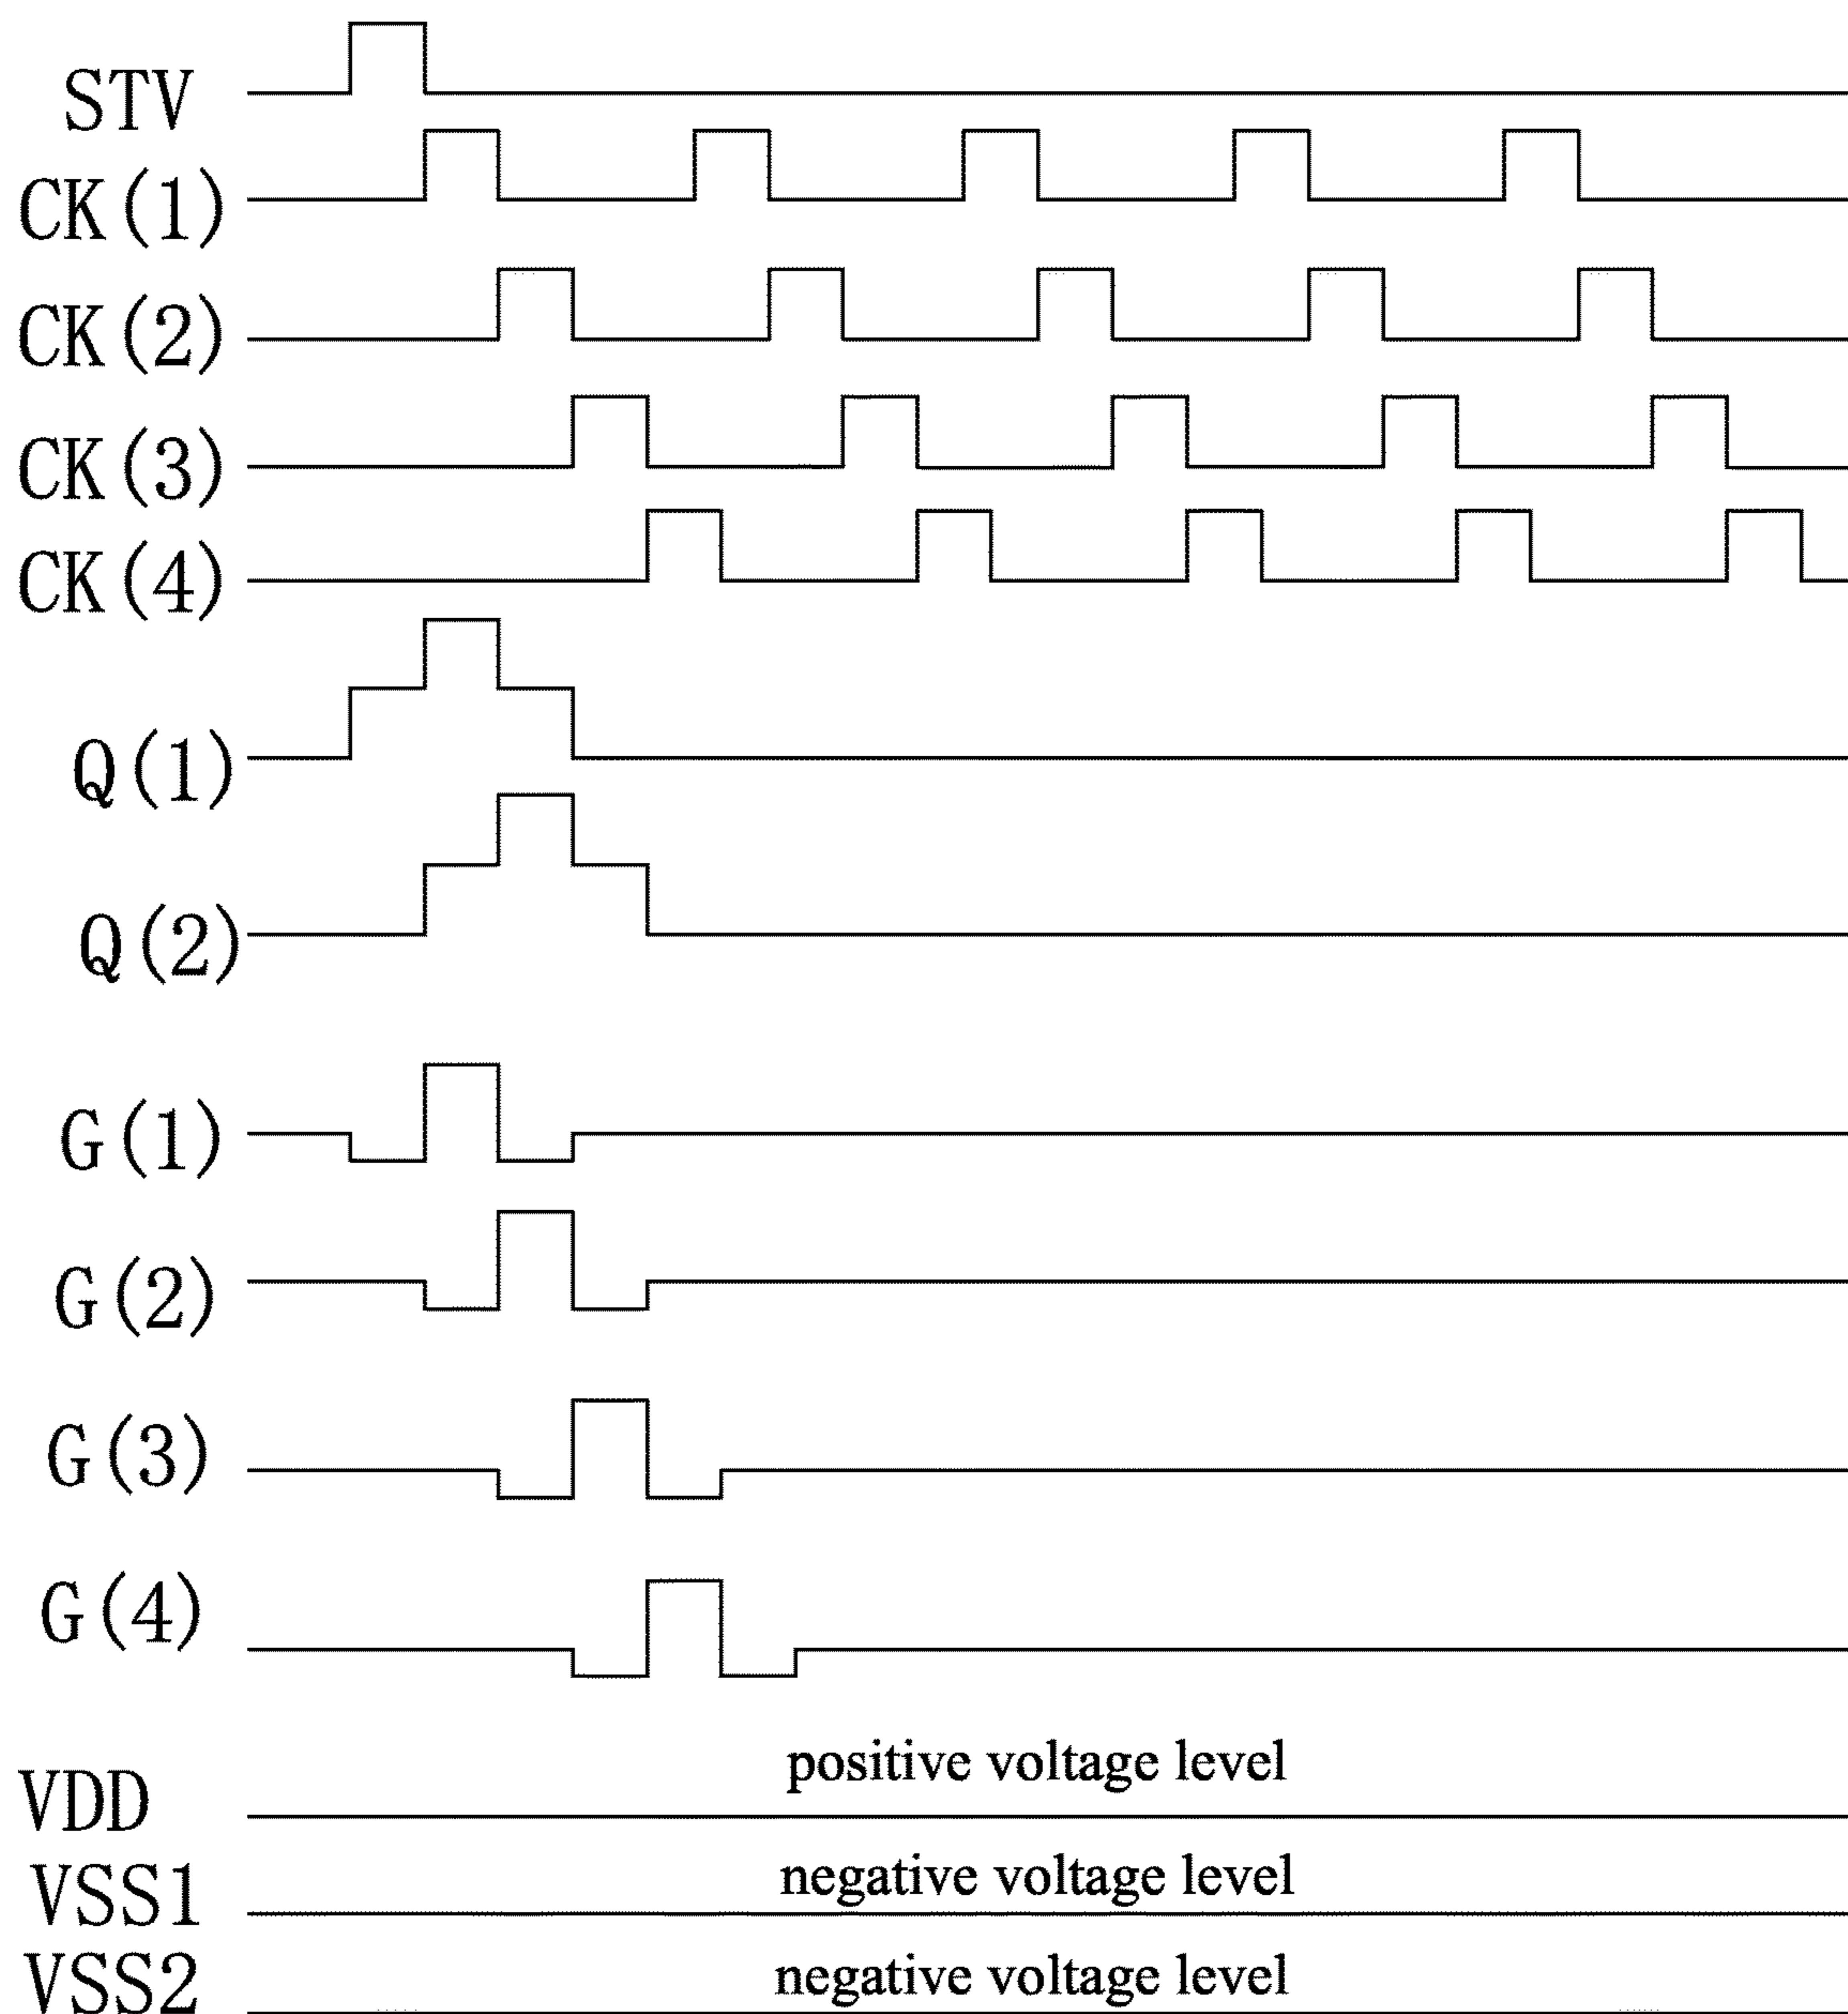 STV
CK(1)
CK(2)
CK(3)
CK(4)
Q(1)
Q(2)
G(1)
G(2)
G(3)
G(4)
VDD positive voltage level
VSS1 negative voltage level
VSS2 negative voltage level